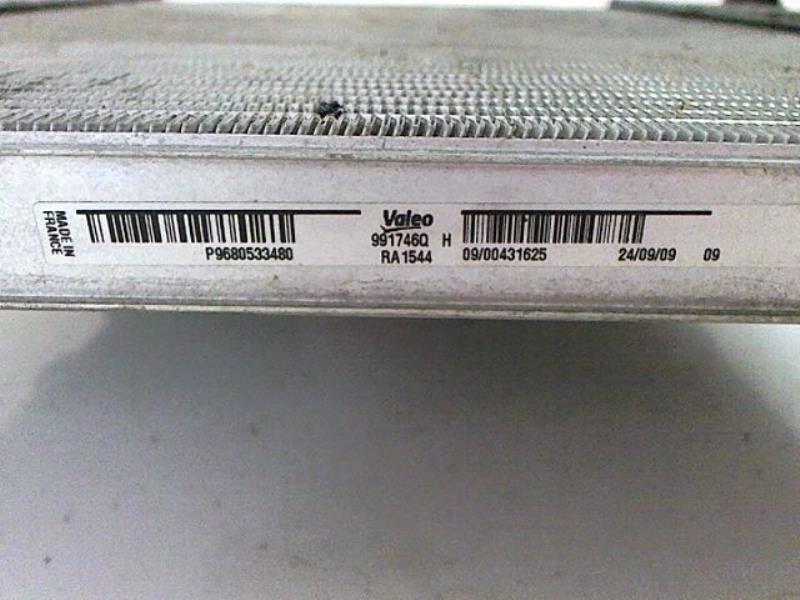 MADE IN
FRANCE
P9680533480
Valeo
991746Q H
RA1544
09/00431625 24/09/09 09